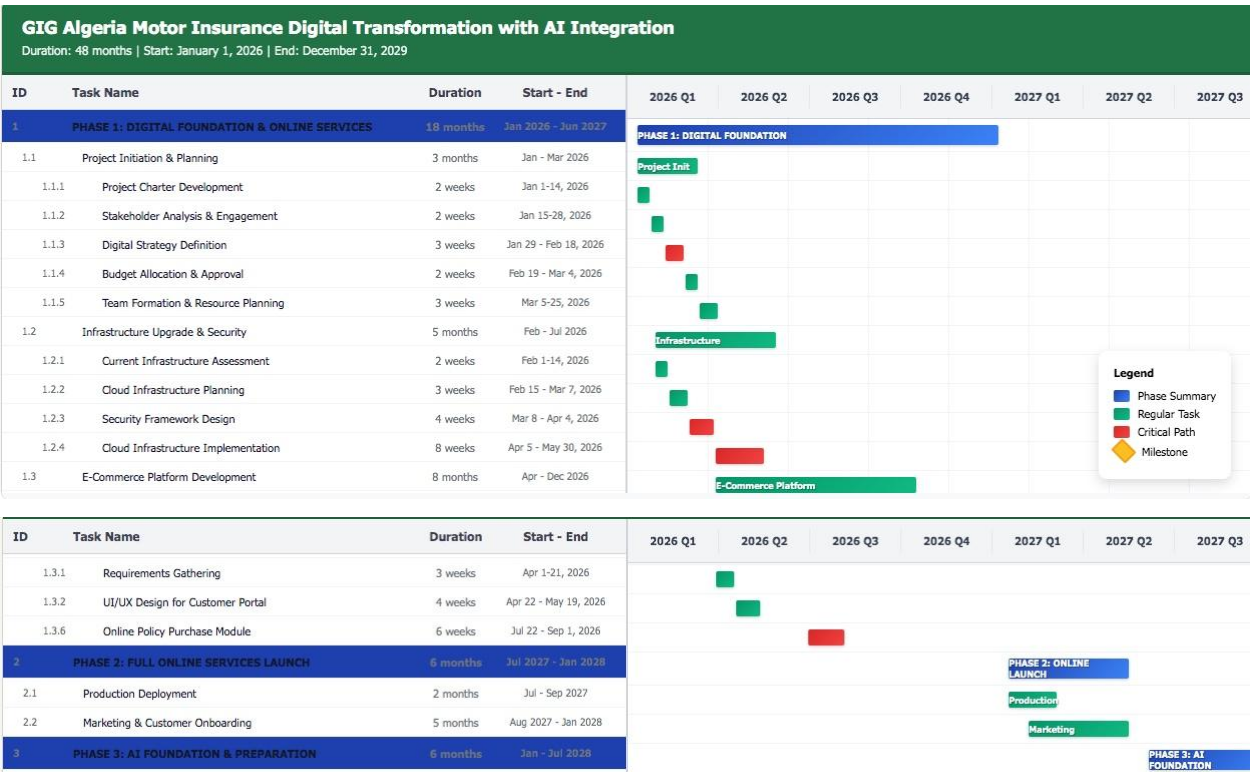 GIG Algeria Motor Insurance Digital Transformation with AI Integration
Duration: 48 months | Start: January 1, 2026 | End: December 31, 2029
ID Task Name Duration Start - End 2026 Q1 2026 Q2 2026 Q3 2026 Q4 2027 Q1 2027 Q2 2027 Q3
1 PHASE 1: DIGITAL FOUNDATION & ONLINE SERVICES 18 months Jan 2026 - Jun 2027 PHASE 1: DIGITAL FOUNDATION
1.1 Project Initiation & Planning 3 months Jan - Mar 2026 Project Init
1.1.1 Project Charter Development 2 weeks Jan 1-14, 2026
1.1.2 Stakeholder Analysis & Engagement 2 weeks Jan 15-28, 2026
1.1.3 Digital Strategy Definition 3 weeks Jan 29 - Feb 18, 2026
1.1.4 Budget Allocation & Approval 2 weeks Feb 19 - Mar 4, 2026
1.1.5 Team Formation & Resource Planning 3 weeks Mar 5-25, 2026
1.2 Infrastructure Upgrade & Security 5 months Feb - Jul 2026 Infrastructure
1.2.1 Current Infrastructure Assessment 2 weeks Feb 1-14, 2026
1.2.2 Cloud Infrastructure Planning 3 weeks Feb 15 - Mar 7, 2026
1.2.3 Security Framework Design 4 weeks Mar 8 - Apr 4, 2026
1.2.4 Cloud Infrastructure Implementation 8 weeks Apr 5 - May 30, 2026
1.3 E-Commerce Platform Development 8 months Apr - Dec 2026 E-Commerce Platform
Legend
Phase Summary
Regular Task
Critical Path
Milestone
ID Task Name Duration Start - End 2026 Q1 2026 Q2 2026 Q3 2026 Q4 2027 Q1 2027 Q2 2027 Q3
1.3.1 Requirements Gathering 3 weeks Apr 1-21, 2026
1.3.2 UI/UX Design for Customer Portal 4 weeks Apr 22 - May 19, 2026
1.3.6 Online Policy Purchase Module 6 weeks Jul 22 - Sep 1, 2026
2 PHASE 2: FULL ONLINE SERVICES LAUNCH 6 months Jul 2027 - Jan 2028 PHASE 2: ONLINE
LAUNCH
2.1 Production Deployment 2 months Jul - Sep 2027 Production
2.2 Marketing & Customer Onboarding 5 months Aug 2027 - Jan 2028 Marketing
3 PHASE 3: AI FOUNDATION & PREPARATION 6 months Jan - Jul 2028 PHASE 3: AI
FOUNDATION